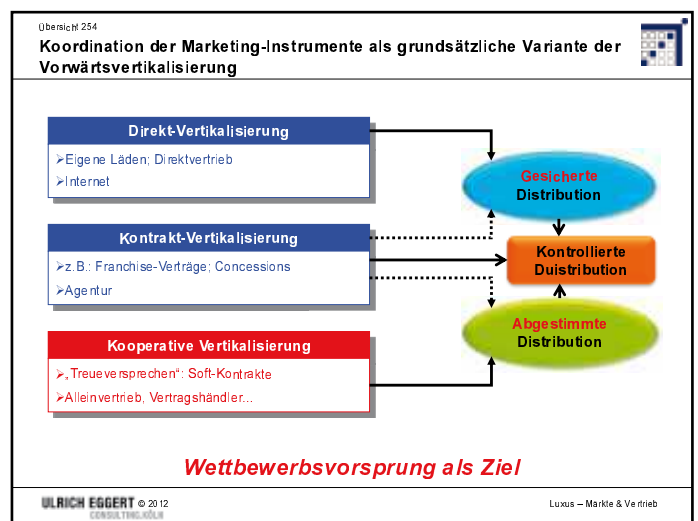 Übersicht 254
Koordination der Marketing-Instrumente als grundsätzliche Variante der
Vorwärtsvertikalisierung
Direkt-Vertikalisierung
➢Eigene Läden; Direktvertrieb
➢Internet
Kontrakt-Vertikalisierung
➢z.B.: Franchise-Verträge; Concessions
➢Agentur
Kooperative Vertikalisierung
➢„Treueversprechen“: Soft-Kontrakte
➢Alleinvertrieb, Vertragshändler...
Gesicherte
Distribution
Kontrollierte
Duistribution
Abgestimmte
Distribution
Wettbewerbsvorsprung als Ziel
ULRICH EGGERT © 2012
CONSULTING.KÖLN
Luxus – Märkte & Vertrieb